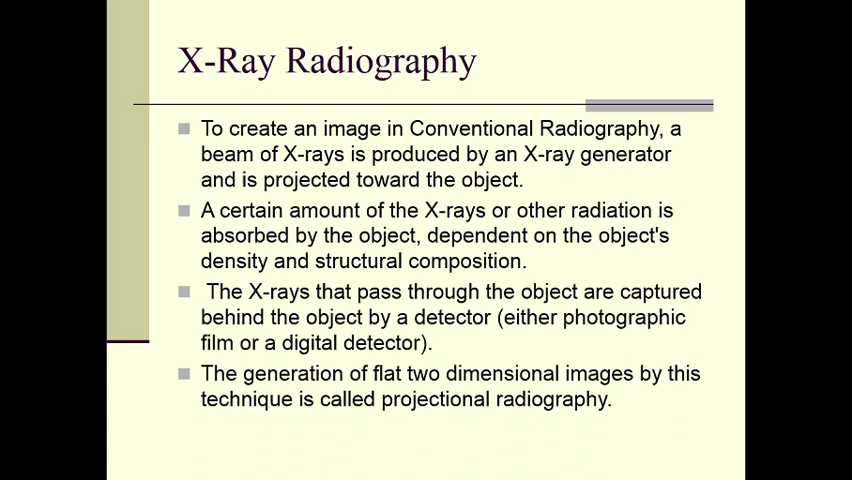 X-Ray Radiography
To create an image in Conventional Radiography, a
beam of X-rays is produced by an X-ray generator
and is projected toward the object.
A certain amount of the X-rays or other radiation is
absorbed by the object, dependent on the object's
density and structural composition.
The X-rays that pass through the object are captured
behind the object by a detector (either photographic
film or a digital detector).
The generation of flat two dimensional images by this
technique is called projectional radiography.